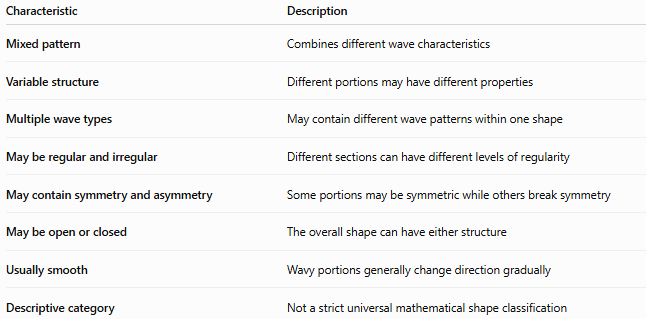 Characteristic Description
Mixed pattern Combines different wave characteristics
Variable structure Different portions may have different properties
Multiple wave types May contain different wave patterns within one shape
May be regular and irregular Different sections can have different levels of regularity
May contain symmetry and asymmetry Some portions may be symmetric while others break symmetry
May be open or closed The overall shape can have either structure
Usually smooth Wavy portions generally change direction gradually
Descriptive category Not a strict universal mathematical shape classification